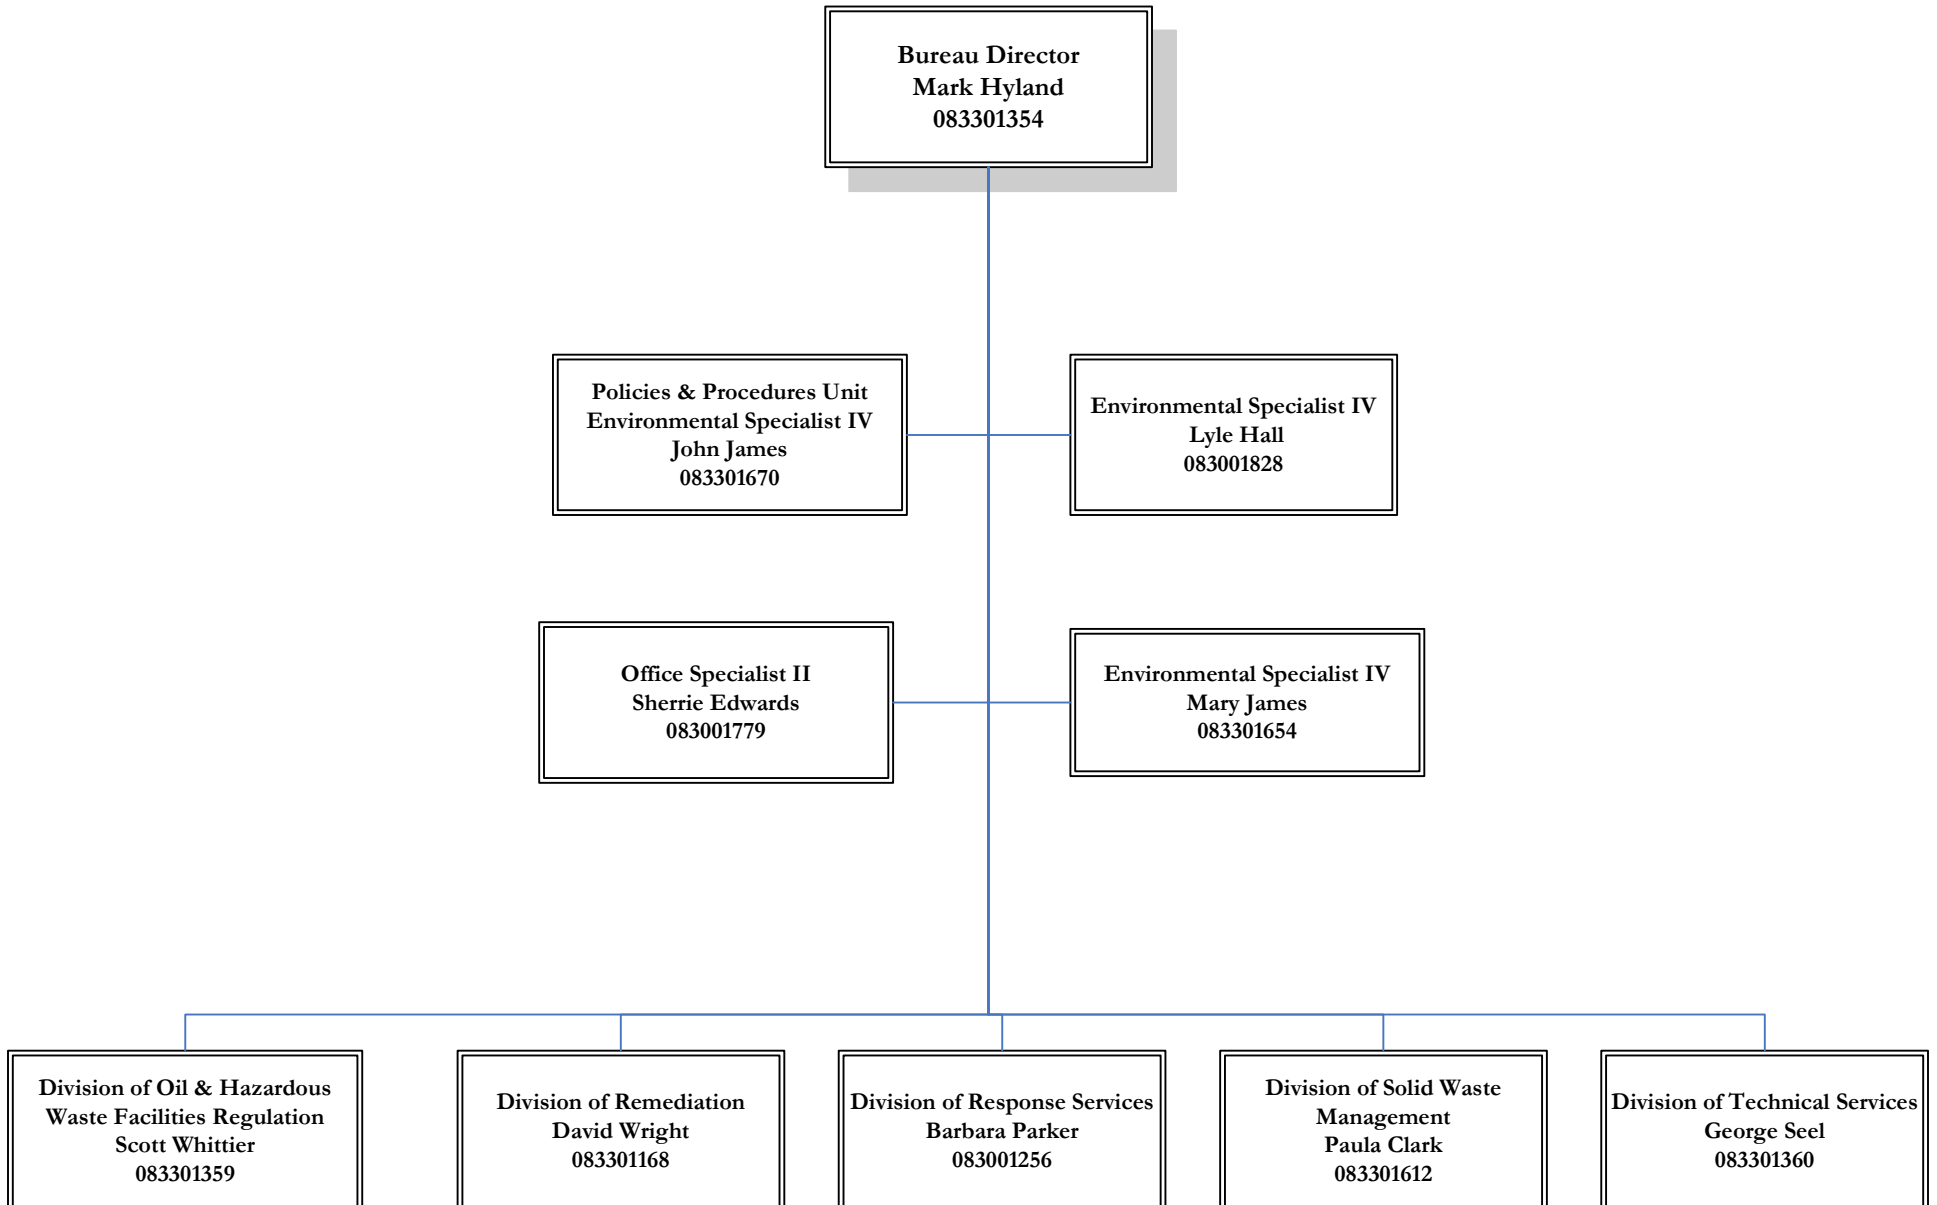 Bureau Director
Mark Hyland
083301354
Policies & Procedures Unit
Environmental Specialist IV
John James
083301670
Environmental Specialist IV
Lyle Hall
083001828
Office Specialist II
Sherrie Edwards
083001779
Environmental Specialist IV
Mary James
083301654
Division of Oil & Hazardous
Waste Facilities Regulation
Scott Whittier
083301359
Division of Remediation
David Wright
083301168
Division of Response Services
Barbara Parker
083001256
Division of Solid Waste
Management
Paula Clark
083301612
Division of Technical Services
George Seel
083301360